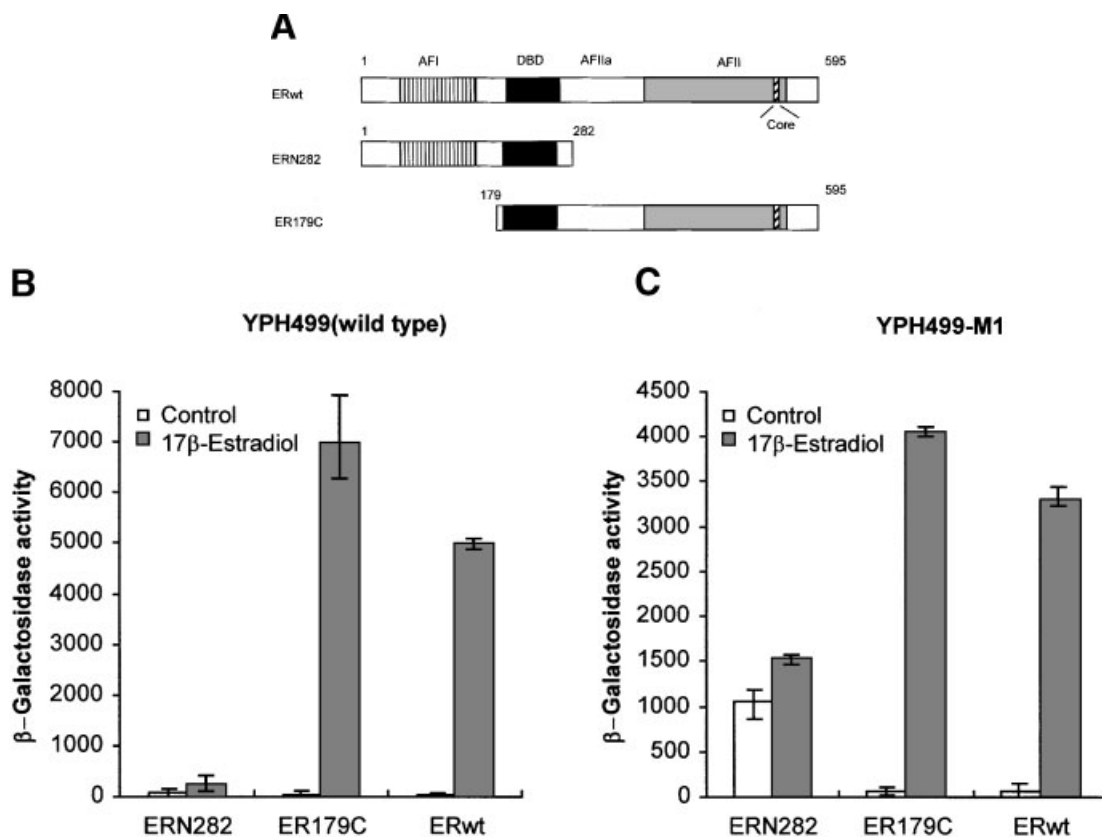 A
1 AFI DBD AFIIa AFII 595
ERwt
Core
1 282
ERN282
179 595
ER179C
B
YPH499(wild type)
β–Galactosidase activity
8000
7000
6000
5000
4000
3000
2000
1000
0
Control
17β-Estradiol
ERN282 ER179C ERwt
C
YPH499-M1
β–Galactosidase activity
4500
4000
3500
3000
2500
2000
1500
1000
500
0
Control
17β-Estradiol
ERN282 ER179C ERwt